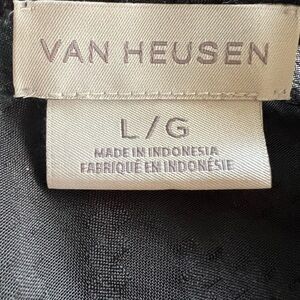 VAN HEUSEN
L/G
MADE IN INDONESIA
FABRIQUÉ EN INDONÉSIE